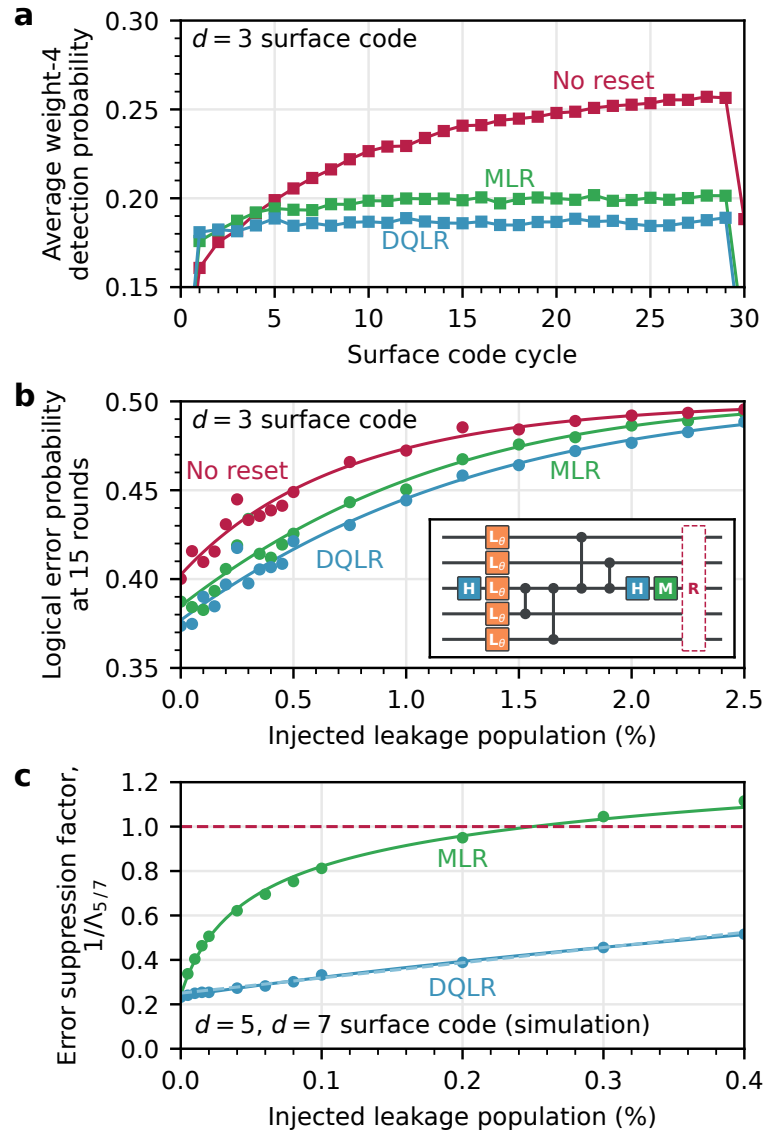 a
d = 3 surface code
No reset
MLR
DQLR
Average weight-4
detection probability
0.30
0.25
0.20
0.15
0 5 10 15 20 25 30
Surface code cycle
b
d = 3 surface code
No reset
MLR
DQLR
Logical error probability
at 15 rounds
0.50
0.45
0.40
0.35
Lθ
Lθ
H Lθ H M R
Lθ
Lθ
0.0 0.5 1.0 1.5 2.0 2.5
Injected leakage population (%)
c
Error suppression factor,
1/Λ5/7
1.2
1.0
0.8
0.6
0.4
0.2
0.0
MLR
DQLR
d = 5, d = 7 surface code (simulation)
0.0 0.1 0.2 0.3 0.4
Injected leakage population (%)